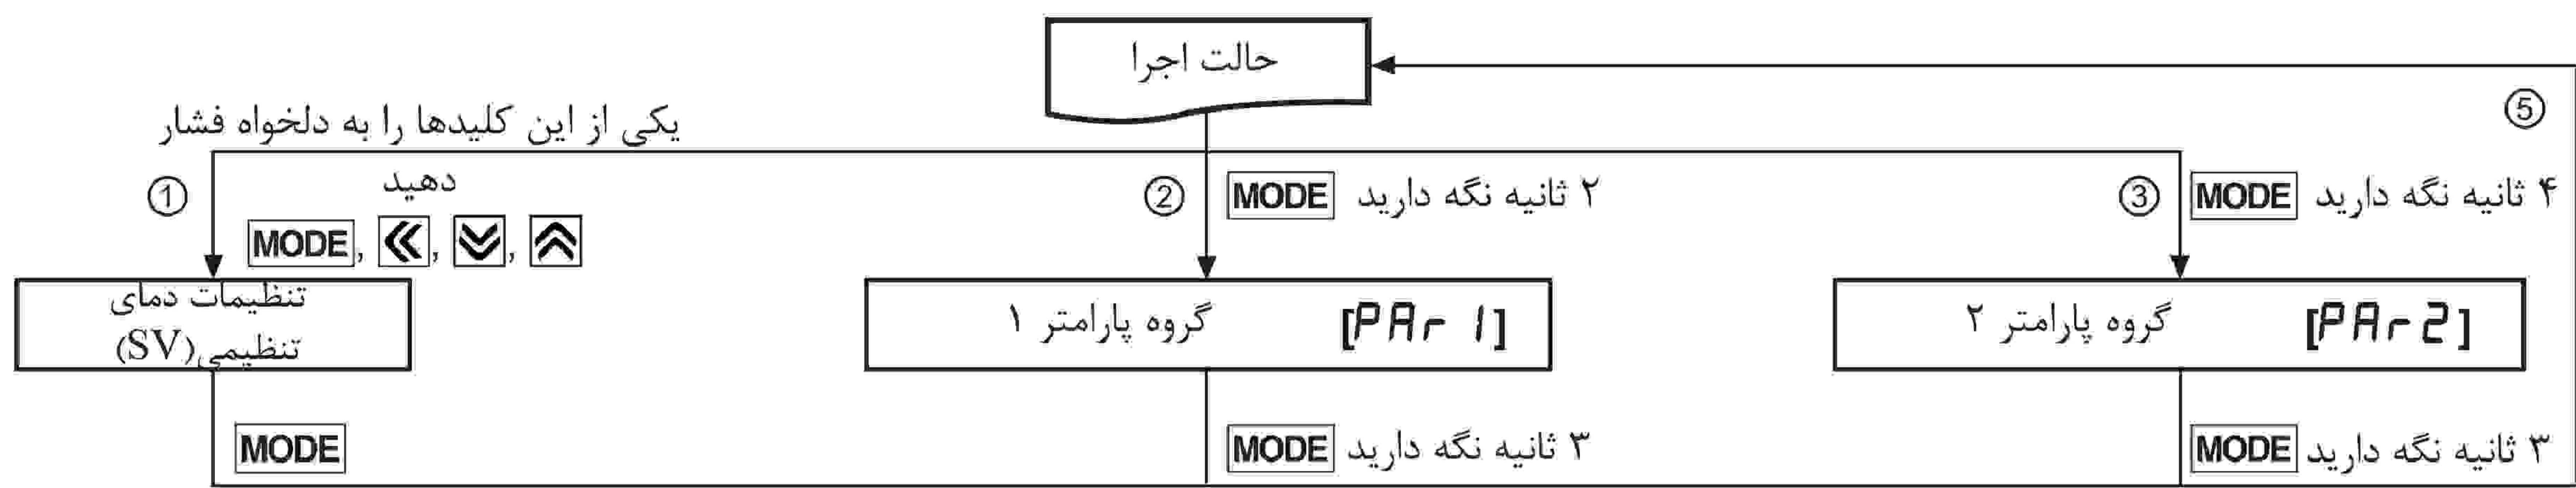 حالت اجرا
⑤
یکی از این کلیدها را به دلخواه فشار
دهید
①
MODE, «, ,
②
MODE ۲ ثانیه نگه دارید
③
MODE ۴ ثانیه نگه دارید
تنظیمات دمای
تنظیمی(SV)
گروه پارامتر ۱ [PAr 1]
گروه پارامتر ۲ [PAr2]
MODE
MODE ۳ ثانیه نگه دارید
MODE ۳ ثانیه نگه دارید